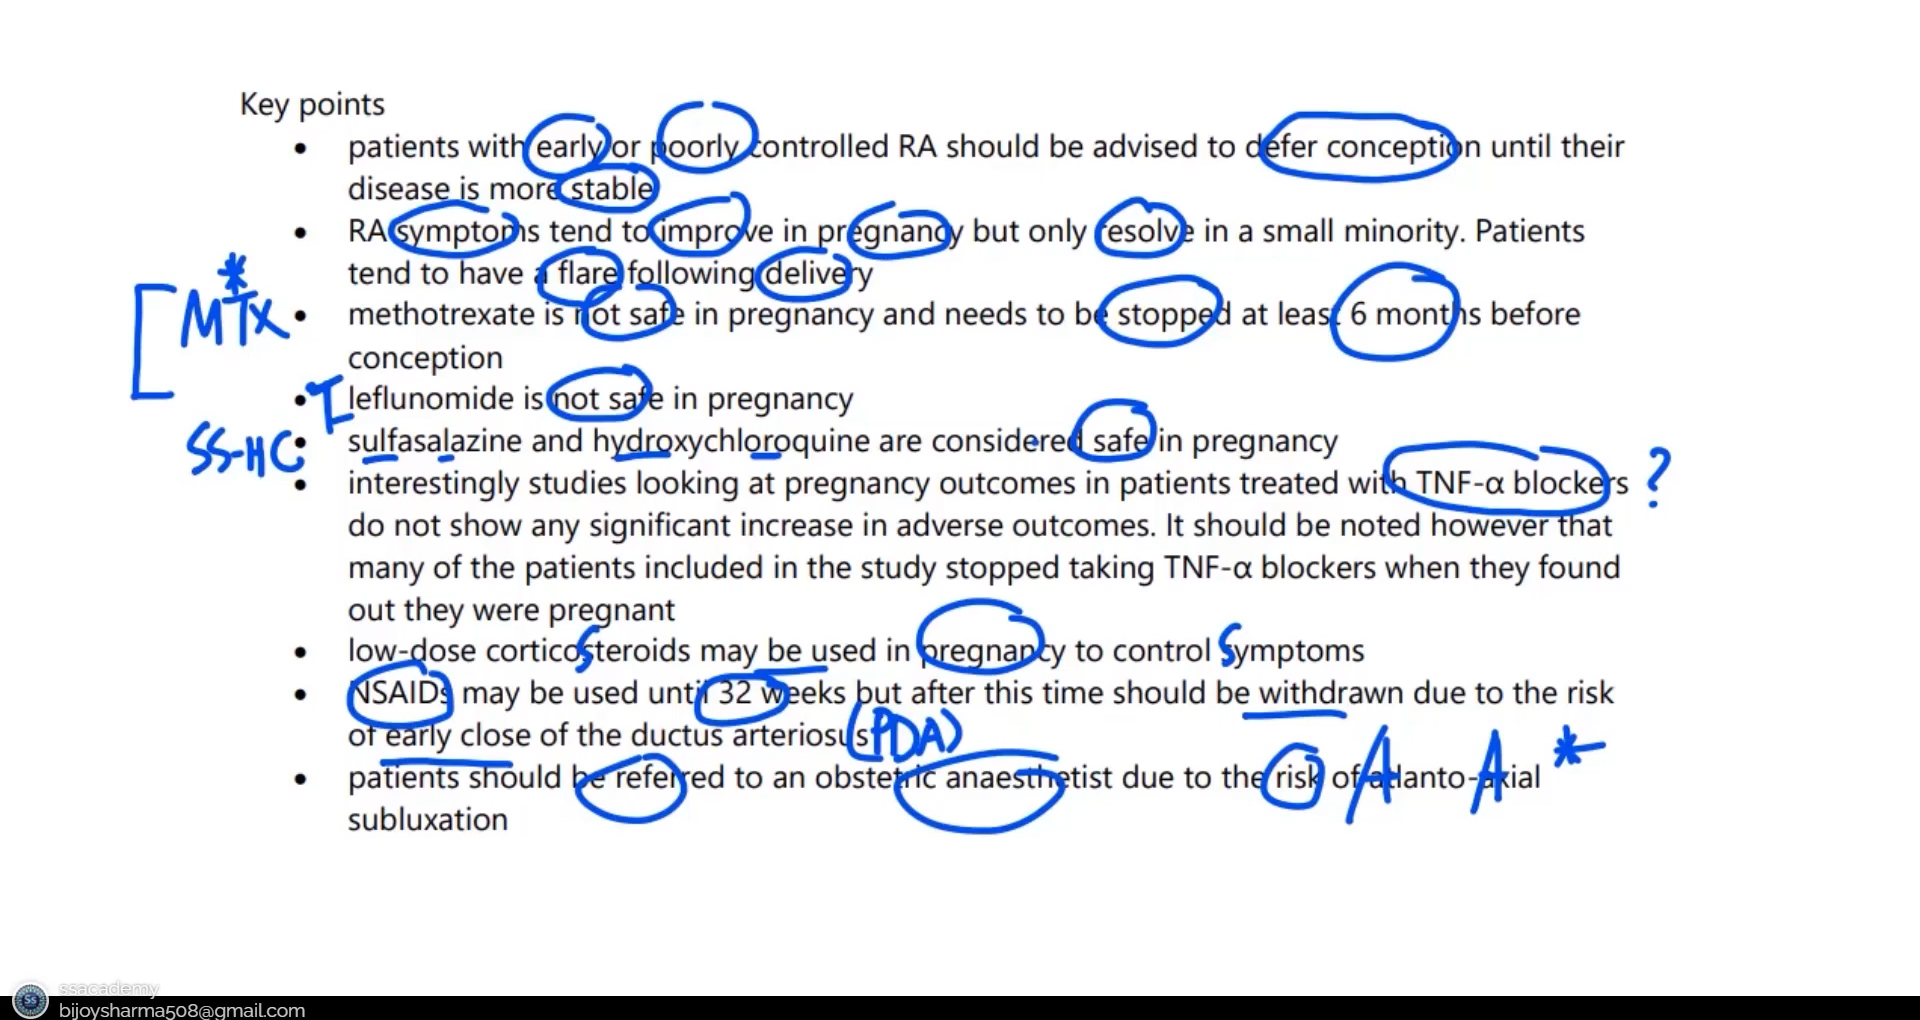 Key points
• patients with early or poorly controlled RA should be advised to defer conception until their
disease is more stable
• RA symptoms tend to improve in pregnancy but only resolve in a small minority. Patients
tend to have a flare following delivery
*
MTX
• methotrexate is not safe in pregnancy and needs to be stopped at least 6 months before
conception
• leflunomide is not safe in pregnancy
SS-HC
• sulfasalazine and hydroxychloroquine are considered safe in pregnancy
• interestingly studies looking at pregnancy outcomes in patients treated with TNF-α blockers ?
do not show any significant increase in adverse outcomes. It should be noted however that
many of the patients included in the study stopped taking TNF-α blockers when they found
out they were pregnant
• low-dose corticosteroids may be used in pregnancy to control symptoms
• NSAIDs may be used until 32 weeks but after this time should be withdrawn due to the risk
of early close of the ductus arteriosus (PDA)
• patients should be referred to an obstetric anaesthetist due to the risk of atlanto-axial *
subluxation
A A
ssacademy
bijoysharma508@gmail.com